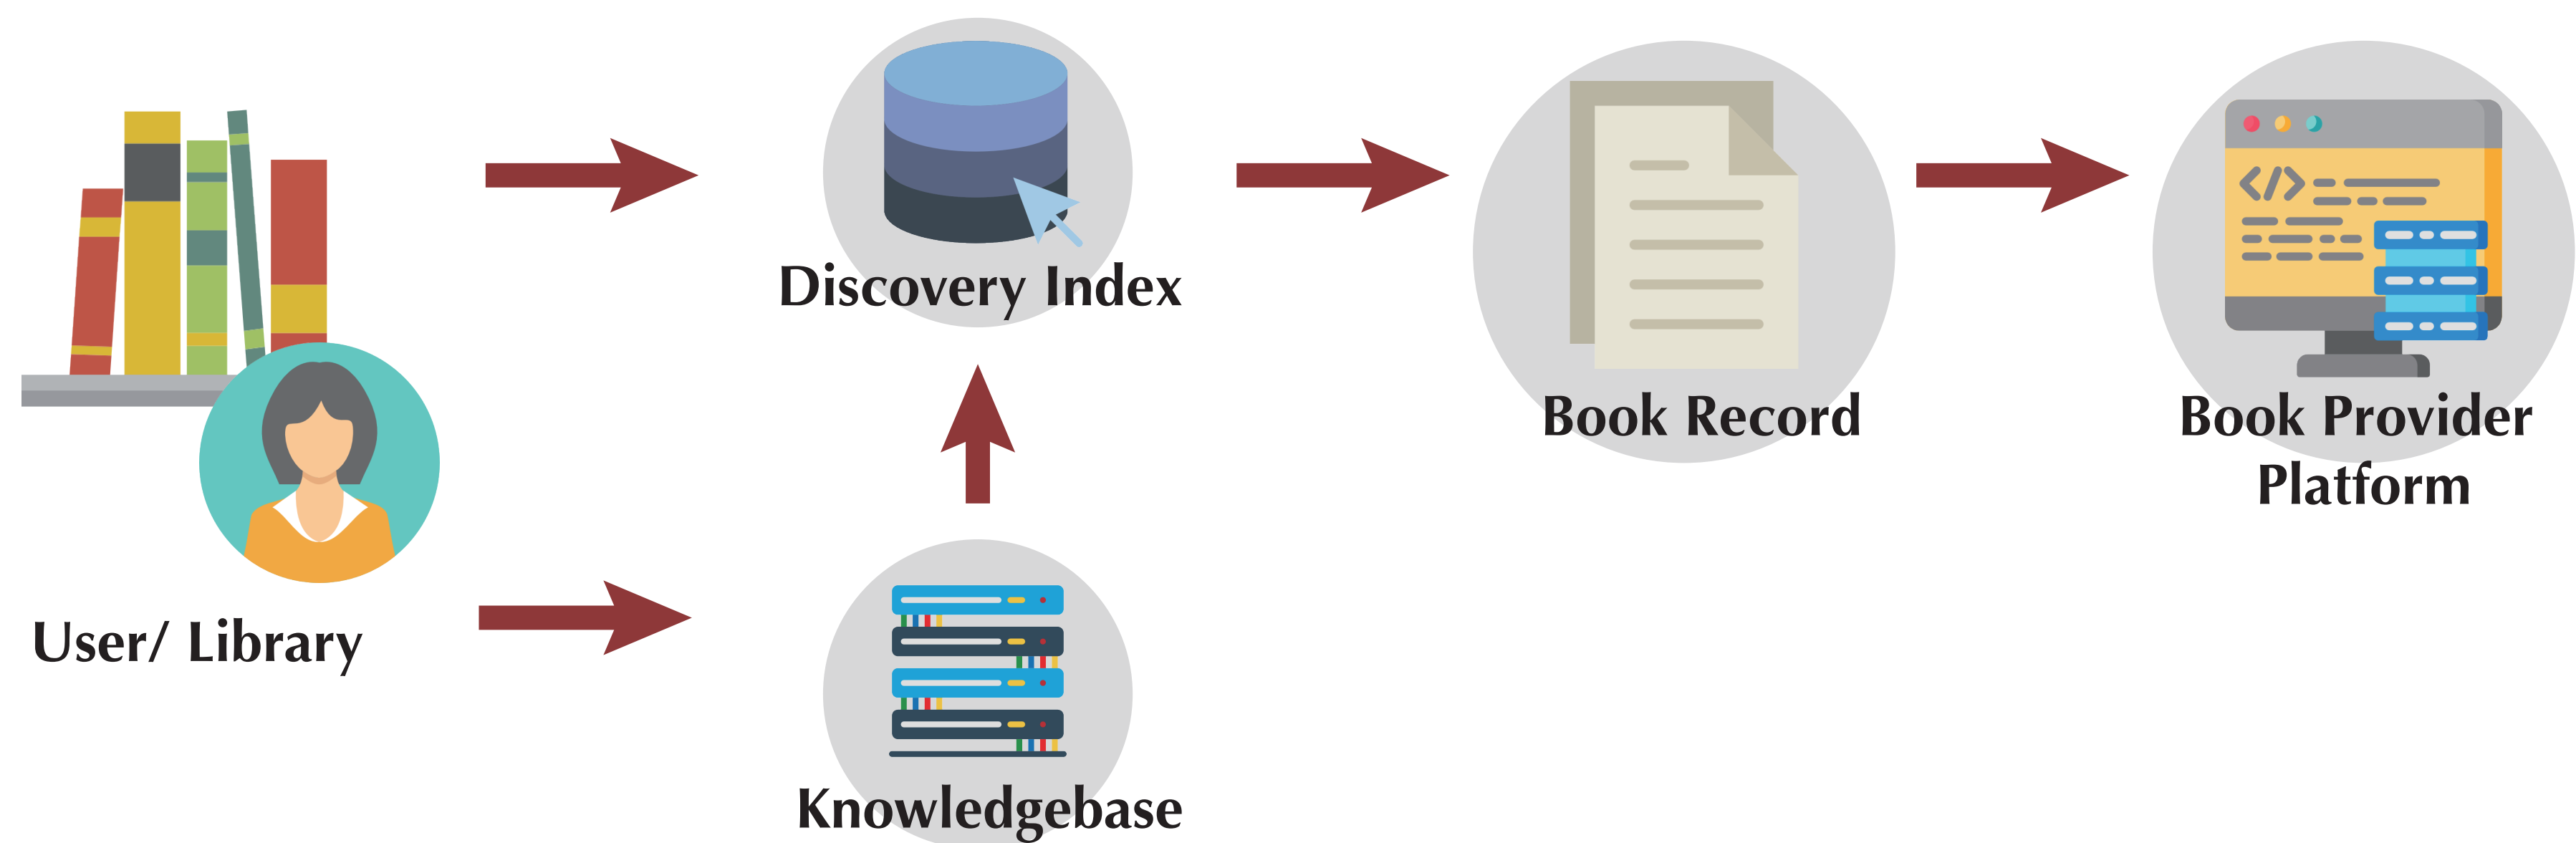 Discovery Index
Book Record
Book Provider
Platform
User/ Library
Knowledgebase